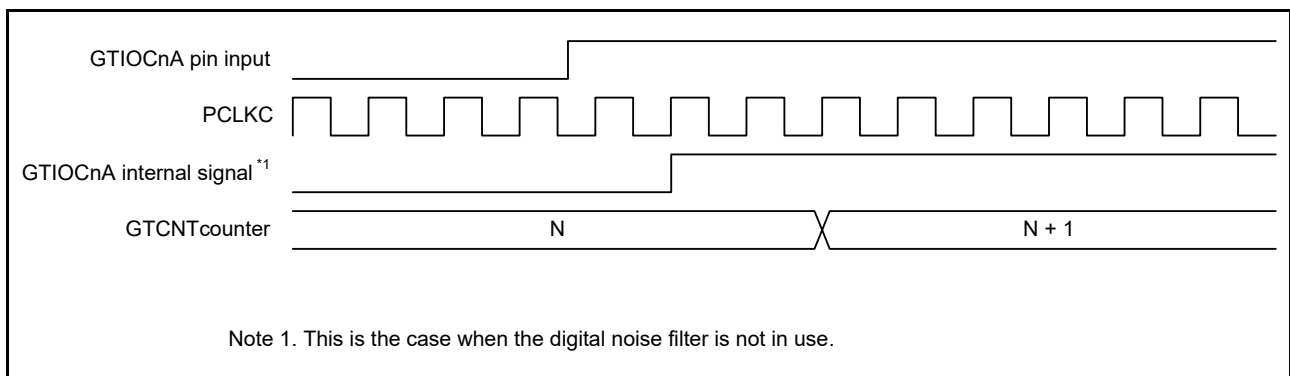 GTIOCnA pin input
PCLKC
GTIOCnA internal signal *1
GTCNTcounter
N
N + 1
Note 1. This is the case when the digital noise filter is not in use.